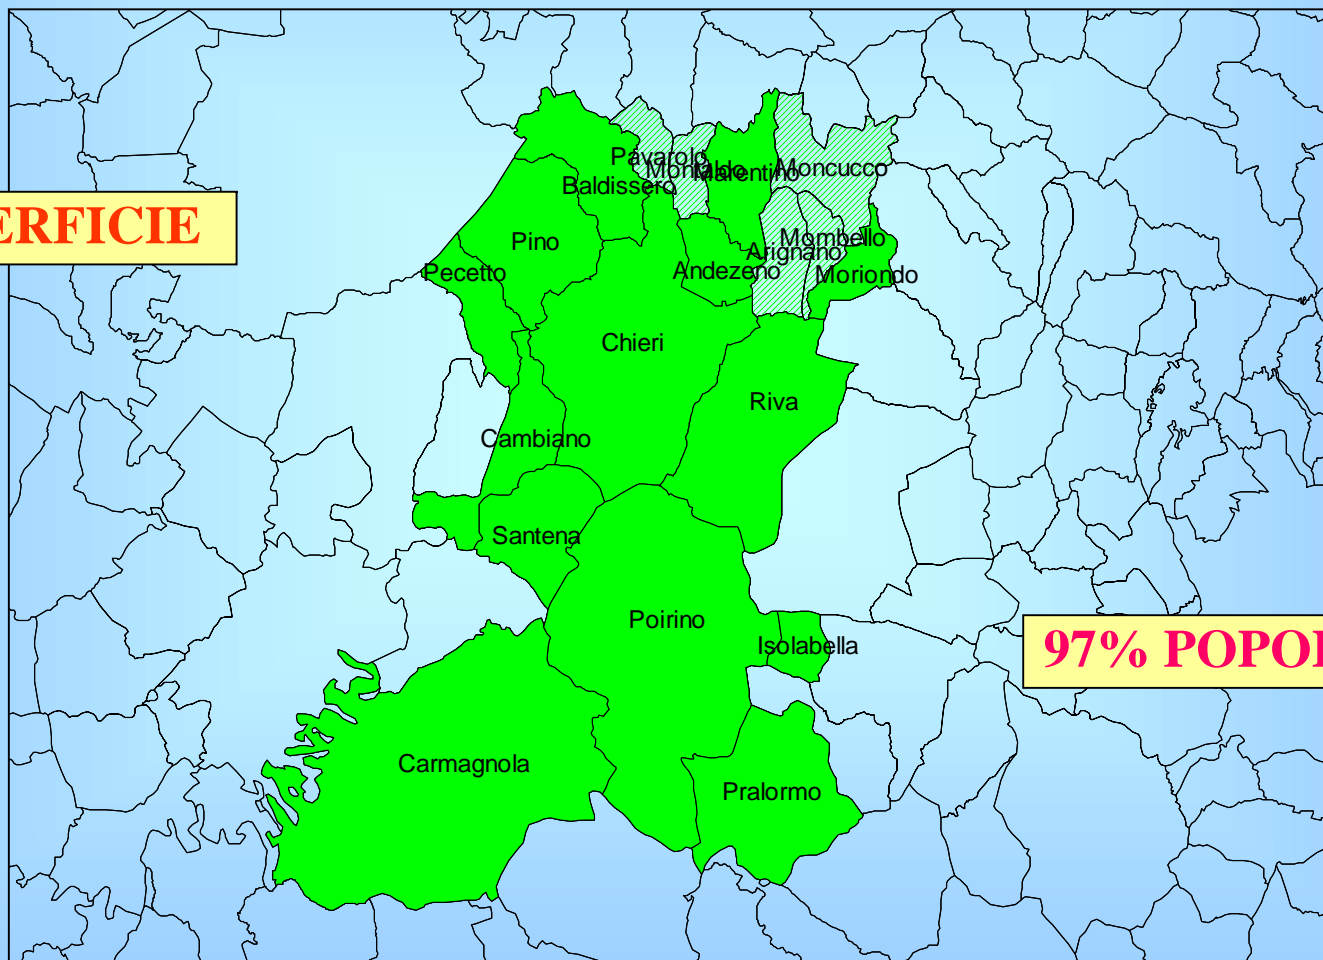 Pavarolo
Montaldo
Marentino
Moncucco
Baldissero
ERFICIE
Pino
Mombello
Arignano
Pecetto
Andezeno
Moriondo
Chieri
Riva
Cambiano
Santena
Poirino
Isolabella
97% POPO
Carmagnola
Pralormo